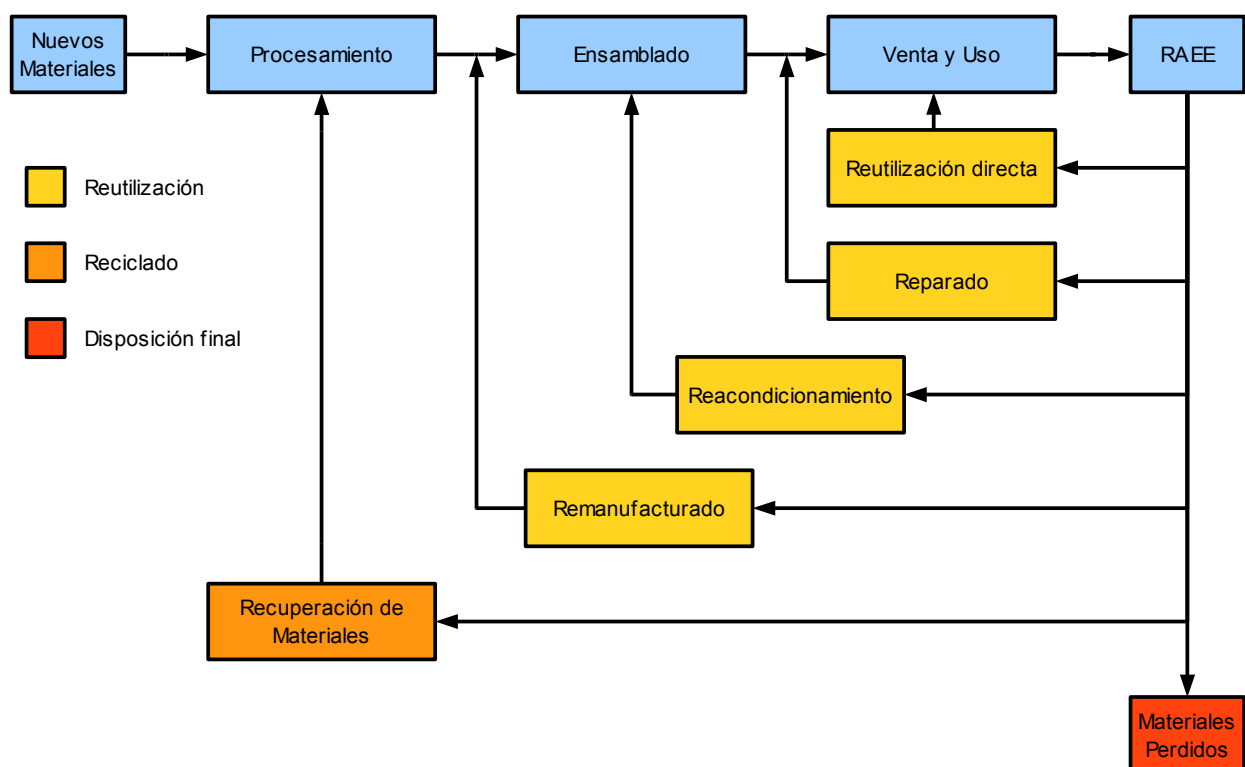 Nuevos
Materiales
Procesamiento
Ensamblado
Venta y Uso
RAEE
Reutilización directa
Reutilización
Reciclado
Reparado
Disposición final
Reacondicionamiento
Remanufacturado
Recuperación de
Materiales
Materiales
Perdidos